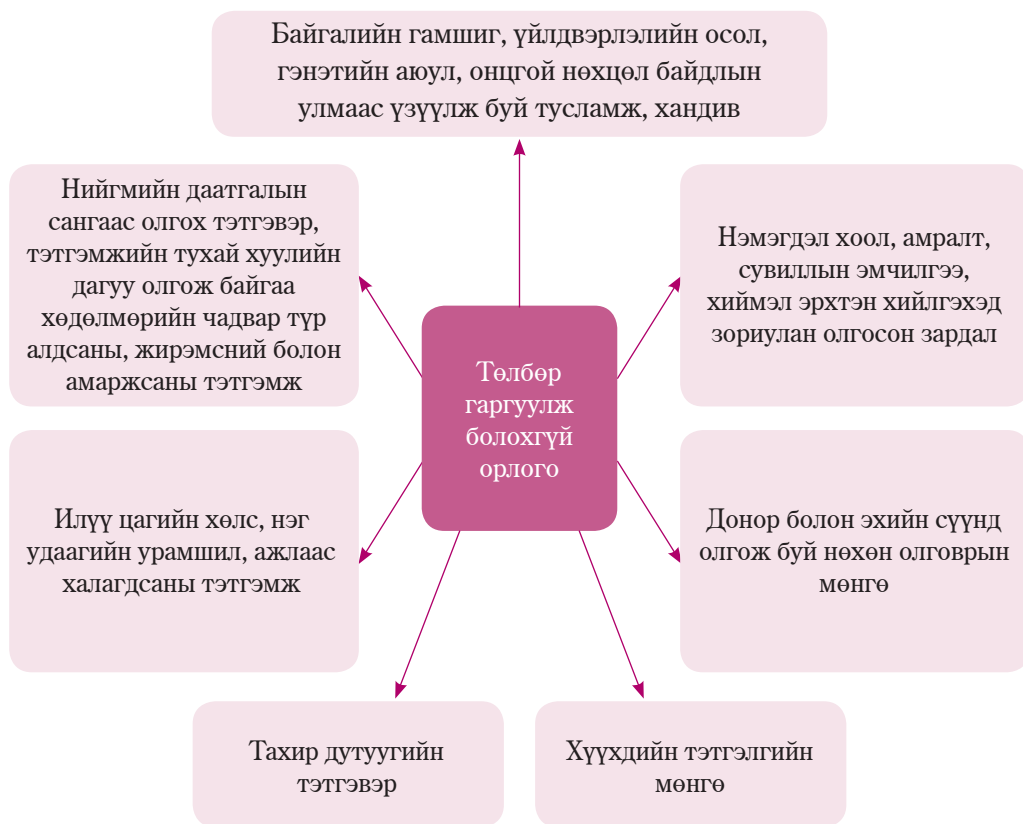 Байгалийн гамшиг, үйлдвэрлэлийн осол,
гэнэтийн аюул, онцгой нөхцөл байдлын
улмаас үзүүлж буй тусламж, хандив
Нийгмийн даатгалын
сангаас олгох тэтгэвэр,
тэтгэмжийн тухай хуулийн
дагуу олгож байгаа
хөдөлмөрийн чадвар түр
алдсаны, жирэмсний болон
амаржсаны тэтгэмж
Нэмэгдэл хоол, амралт,
сувиллын эмчилгээ,
хиймэл эрхтэн хийлгэхэд
зориулан олгосон зардал
Төлбөр
гаргуулж
болохгүй
орлого
Илүү цагийн хөлс, нэг
удаагийн урамшил, ажлаас
халагдсаны тэтгэмж
Донор болон эхийн сүүнд
олгож буй нөхөн олговрын
мөнгө
Тахир дутуугийн
тэтгэвэр
Хүүхдийн тэтгэлгийн
мөнгө